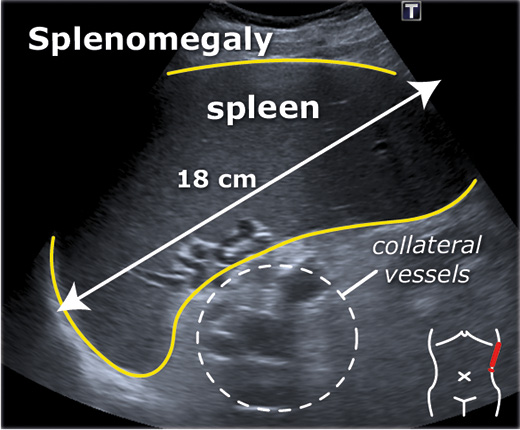 T
Splenomegaly
spleen
18 cm
collateral
vessels